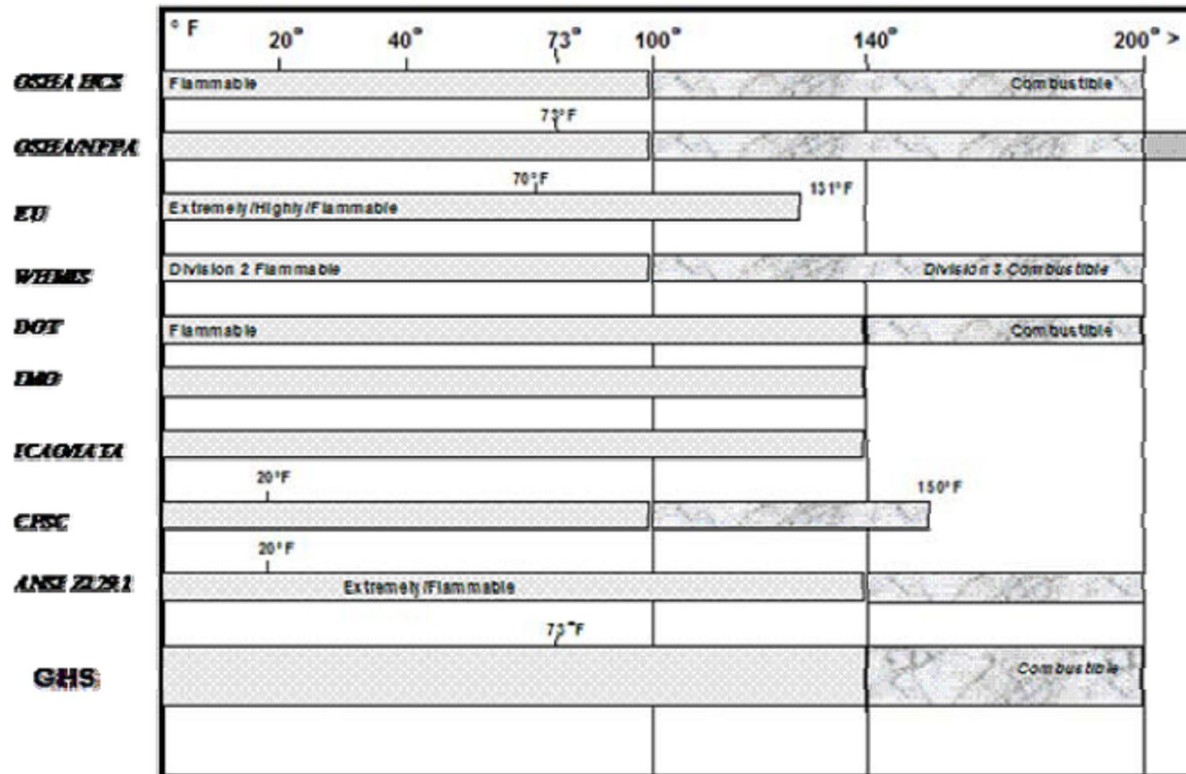 ° F
20° 40° 73° 100° 140° 200° >
OSHA HCS Flammable Combustible
73°F
OSHA/NFPA
70°F 131°F
EU Extremely/Highly/Flammable
WHMIS Division 2 Flammable Division 3 Combustible
DOT Flammable Combustible
IMO
ICAO/IATA
20°F 150°F
CPSC
20°F
ANSI Z129.1 Extremely/Flammable
73°F
GHS Combustible